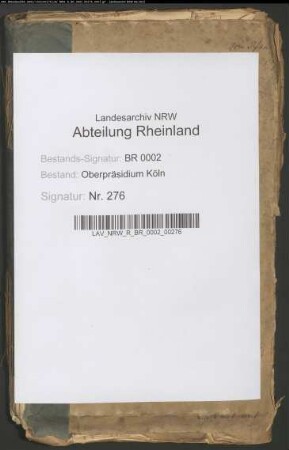 Landesarchiv NRW
Abteilung Rheinland
Bestands-Signatur: BR 0002
Bestand: Oberpräsidium Köln
Signatur: Nr. 276
LAV_NRW_R_BR_0002_00276